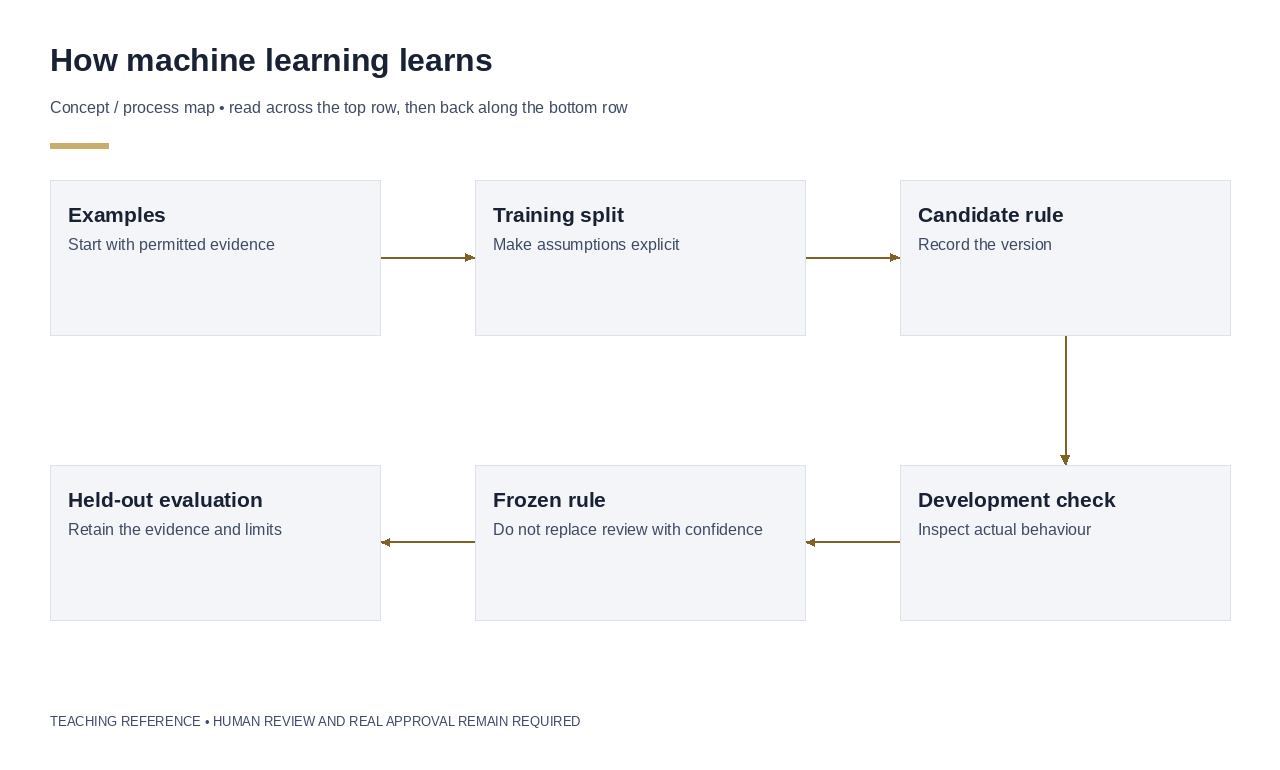 How machine learning learns
Concept / process map • read across the top row, then back along the bottom row
Examples
Start with permitted evidence
Training split
Make assumptions explicit
Candidate rule
Record the version
Development check
Inspect actual behaviour
Frozen rule
Do not replace review with confidence
Held-out evaluation
Retain the evidence and limits
TEACHING REFERENCE • HUMAN REVIEW AND REAL APPROVAL REMAIN REQUIRED